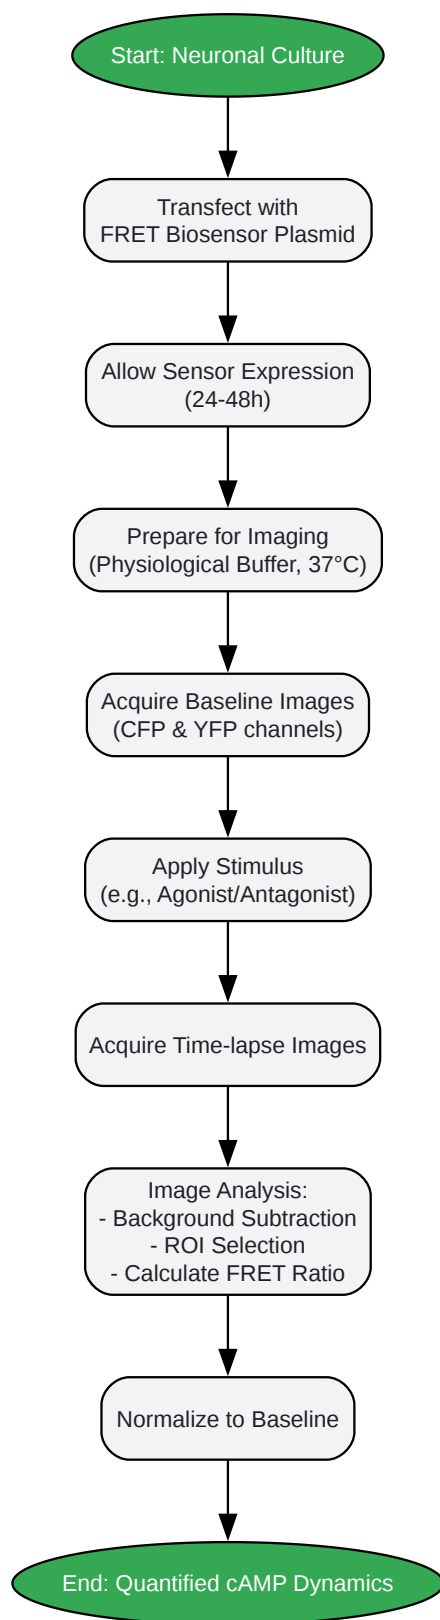 Start: Neuronal Culture
Transfect with
FRET Biosensor Plasmid
Allow Sensor Expression
(24-48h)
Prepare for Imaging
(Physiological Buffer, 37°C)
Acquire Baseline Images
(CFP & YFP channels)
Apply Stimulus
(e.g., Agonist/Antagonist)
Acquire Time-lapse Images
Image Analysis:
- Background Subtraction
- ROI Selection
- Calculate FRET Ratio
Normalize to Baseline
End: Quantified cAMP Dynamics